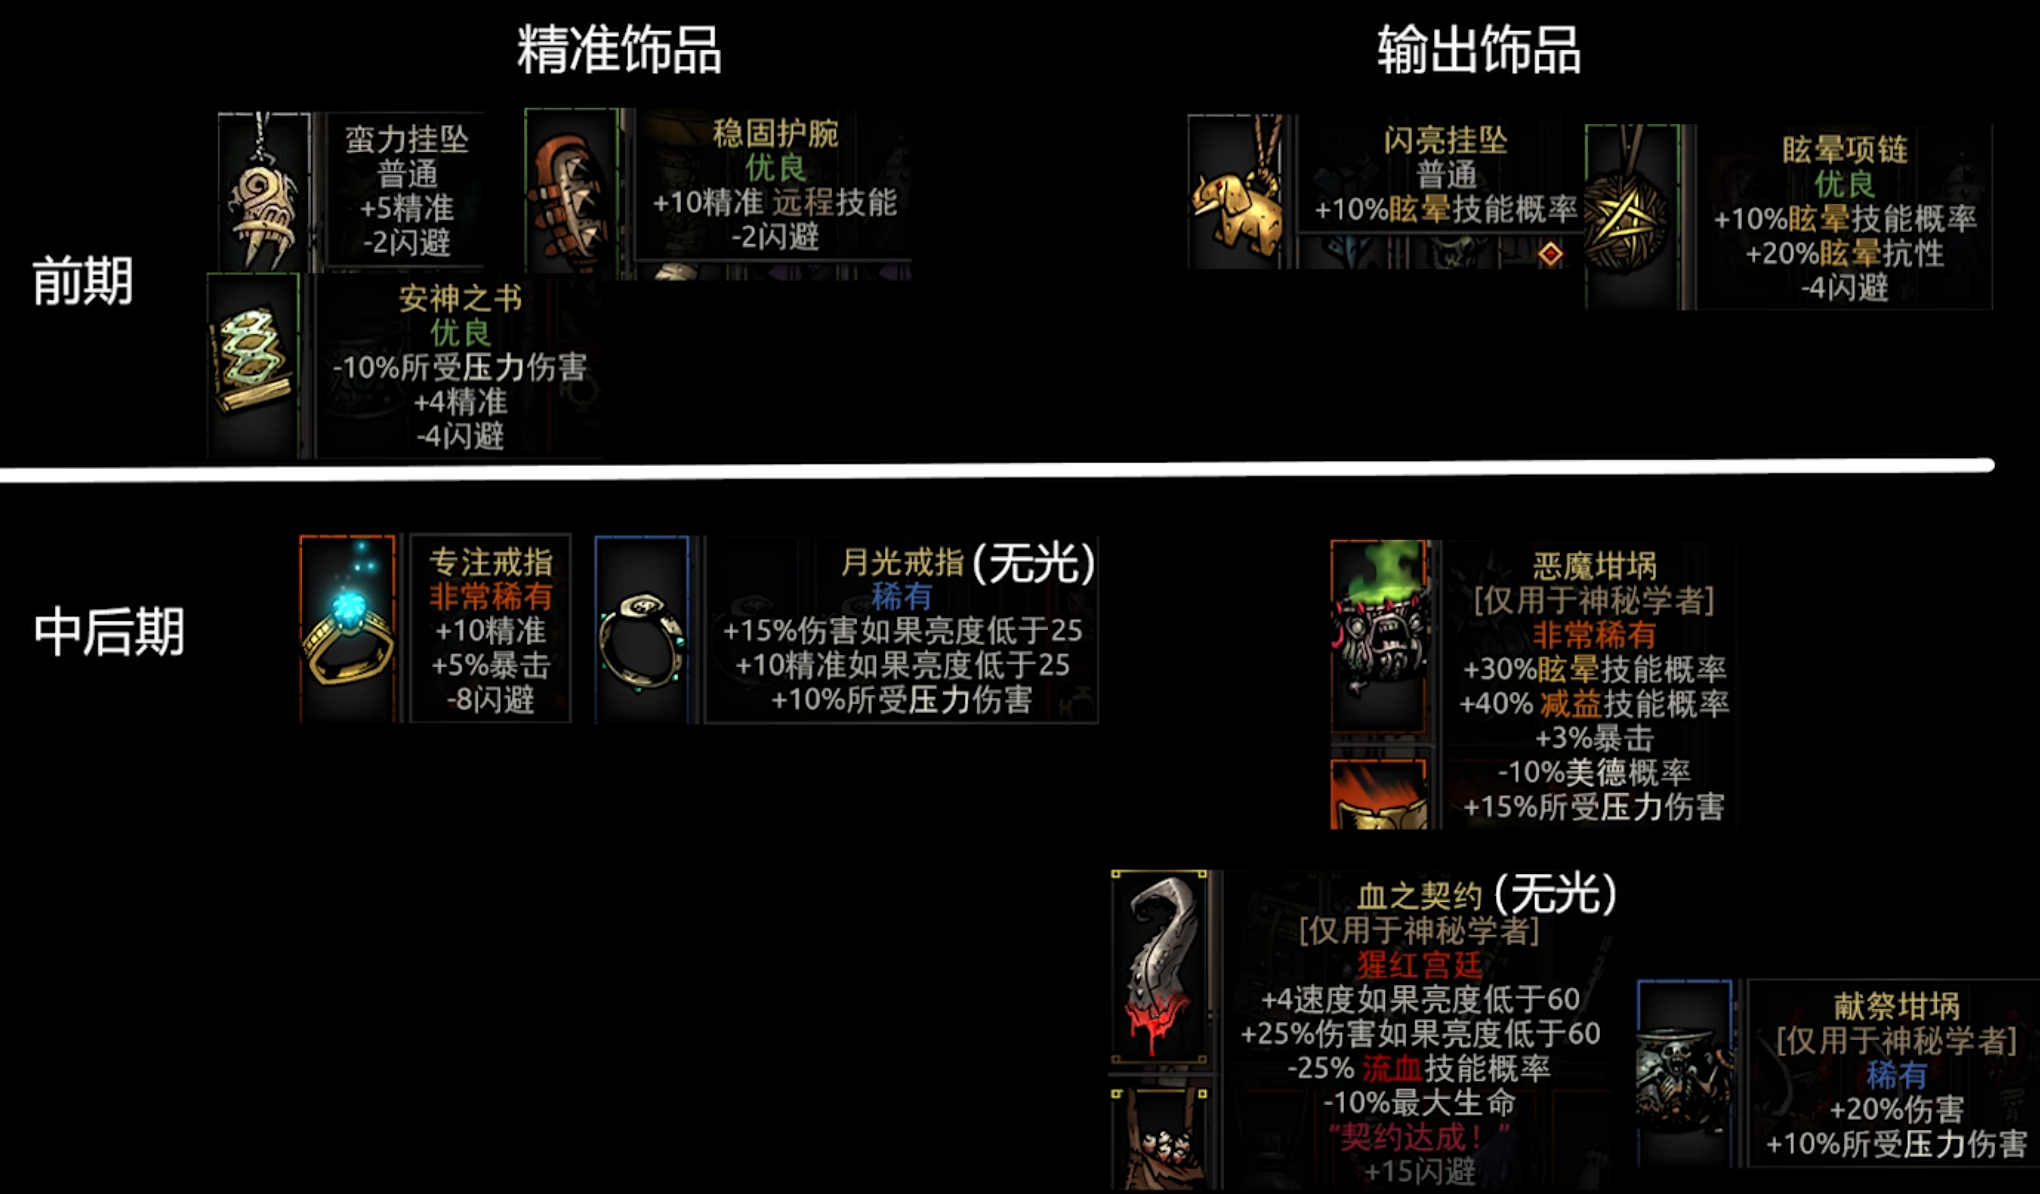 精准饰品
输出饰品
前期
蛮力挂坠
普通
+5精准
-2闪避
稳固护腕
优良
+10精准 远程技能
-2闪避
安神之书
优良
-10%所受压力伤害
+4精准
-4闪避
闪亮挂坠
普通
+10%眩晕技能概率
眩晕项链
优良
+10%眩晕技能概率
+20%眩晕抗性
-4闪避
中后期
专注戒指
非常稀有
+10精准
+5%暴击
-8闪避
月光戒指 (无光)
稀有
+15%伤害如果亮度低于25
+10精准如果亮度低于25
+10%所受压力伤害
恶魔坩埚
[仅用于神秘学者]
非常稀有
+30%眩晕技能概率
+40% 减益技能概率
+3%暴击
-10%美德概率
+15%所受压力伤害
血之契约 (无光)
[仅用于神秘学者]
猩红宫廷
+4速度如果亮度低于60
+25%伤害如果亮度低于60
-25% 流血技能概率
-10%最大生命
“契约达成！”
+15闪避
献祭坩埚
[仅用于神秘学者]
稀有
+20%伤害
+10%所受压力伤害